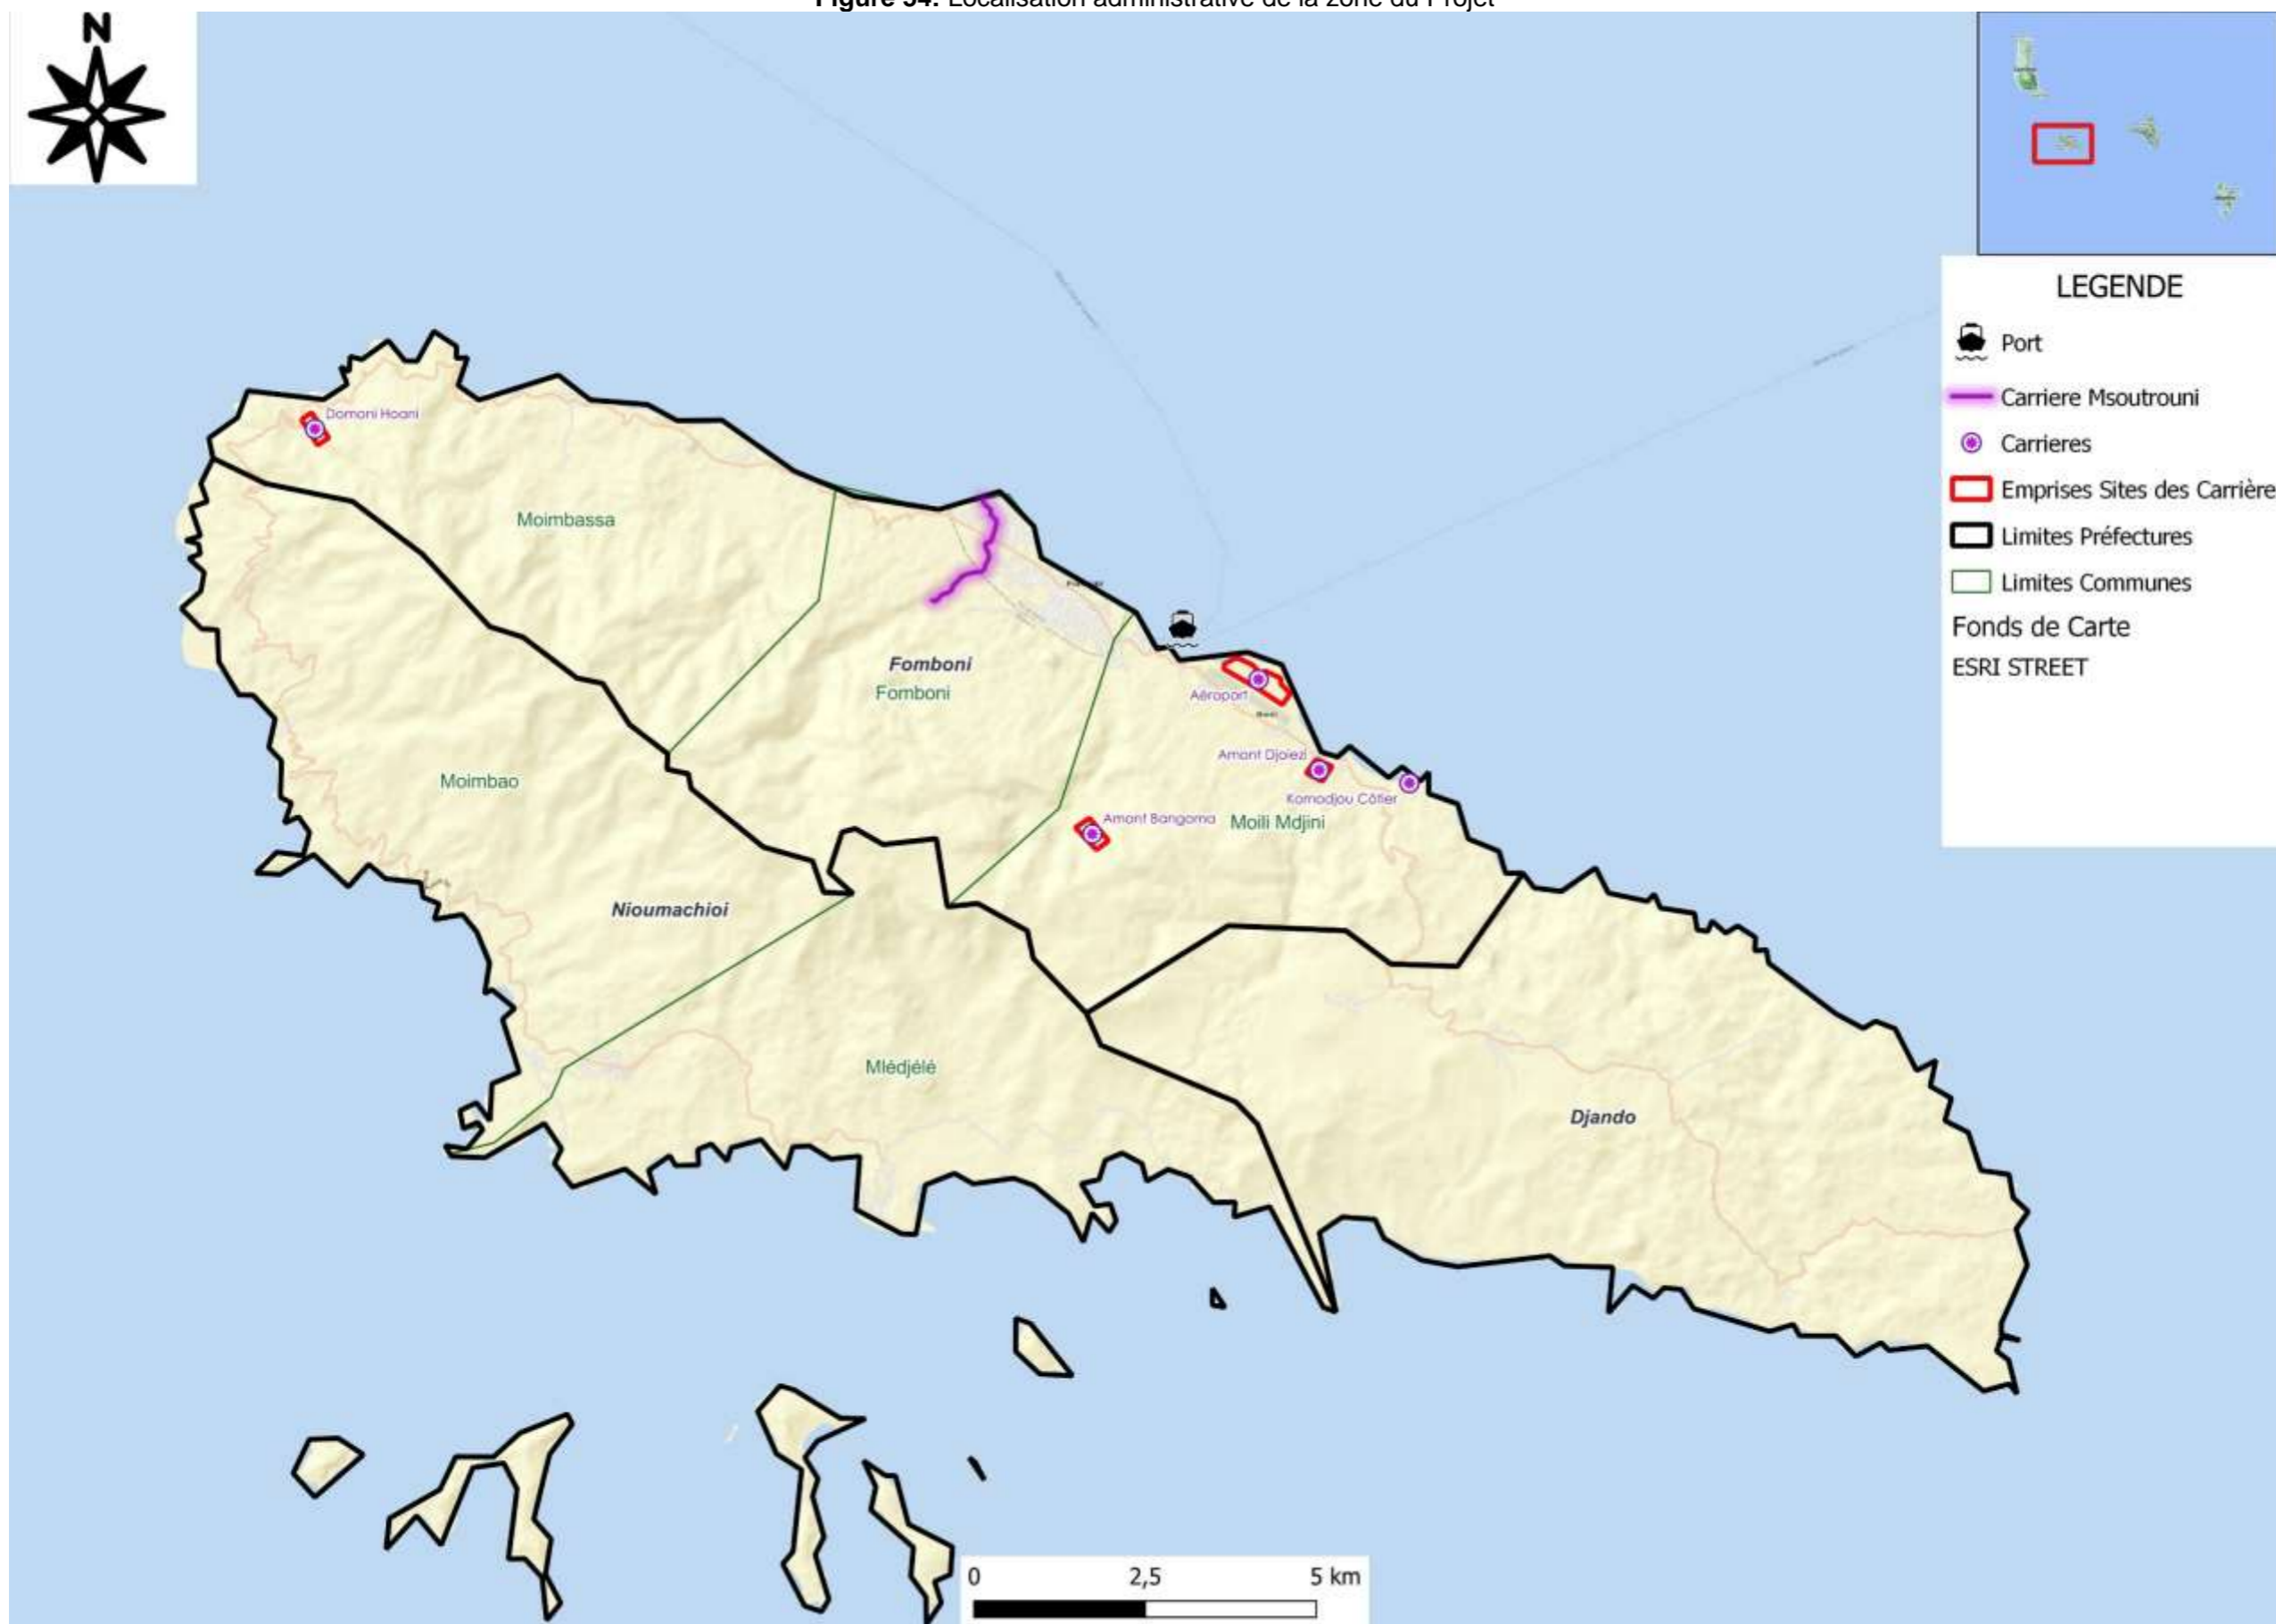 Figure 34: Localisation administrative de la zone du Projet
N
LEGENDE
Port
Carriere Msoutrouni
Carrieres
Emprises Sites des Carrière
Limites Préfectures
Limites Communes
Fonds de Carte
ESRI STREET
Domoni Hoani
Moimbassa
Fomboni
Fomboni
Aéroport
Amont Djoiezi
Komodjou Côtier
Amont Bangoma
Moili Mdjini
Moimbao
Nioumachioi
Mlédjélé
Djando
0 2,5 5 km